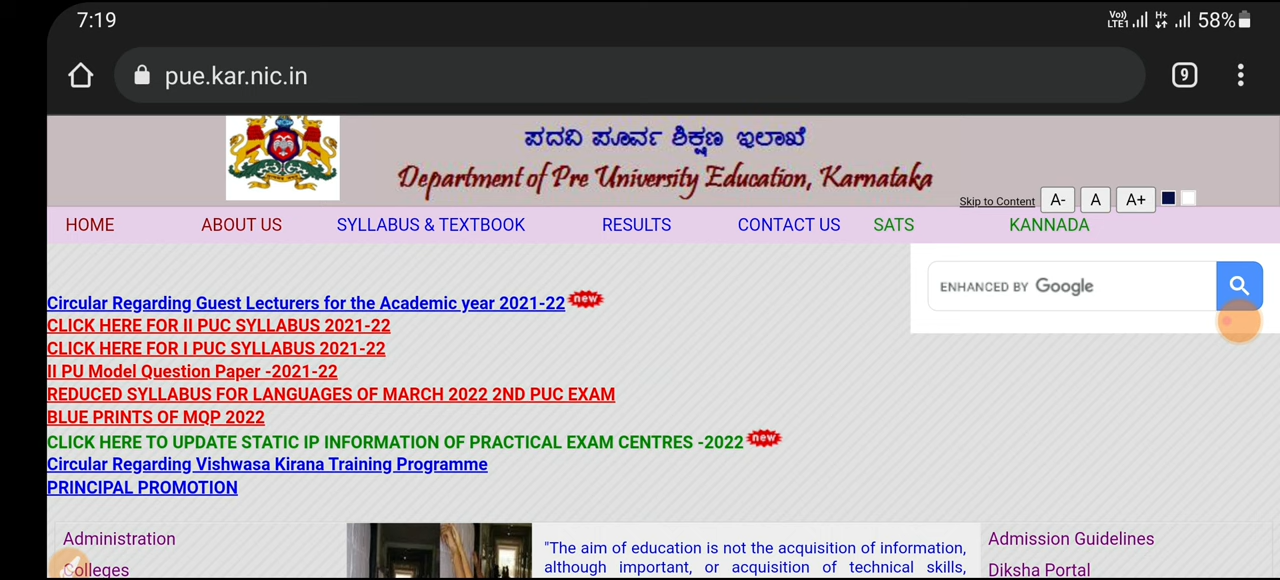 7:19
Vo)) LTE1 H+ 58%
pue.kar.nic.in
9
ಪದವಿ ಪೂರ್ವ ಶಿಕ್ಷಣ ಇಲಾಖೆ
Department of Pre University Education, Karnataka
Skip to Content A- A A+
HOME ABOUT US SYLLABUS & TEXTBOOK RESULTS CONTACT US SATS KANNADA
ENHANCED BY Google
Circular Regarding Guest Lecturers for the Academic year 2021-22 new
CLICK HERE FOR II PUC SYLLABUS 2021-22
CLICK HERE FOR I PUC SYLLABUS 2021-22
II PU Model Question Paper -2021-22
REDUCED SYLLABUS FOR LANGUAGES OF MARCH 2022 2ND PUC EXAM
BLUE PRINTS OF MQP 2022
CLICK HERE TO UPDATE STATIC IP INFORMATION OF PRACTICAL EXAM CENTRES -2022 new
Circular Regarding Vishwasa Kirana Training Programme
PRINCIPAL PROMOTION
Administration
Colleges
"The aim of education is not the acquisition of information,
although important, or acquisition of technical skills,
Admission Guidelines
Diksha Portal